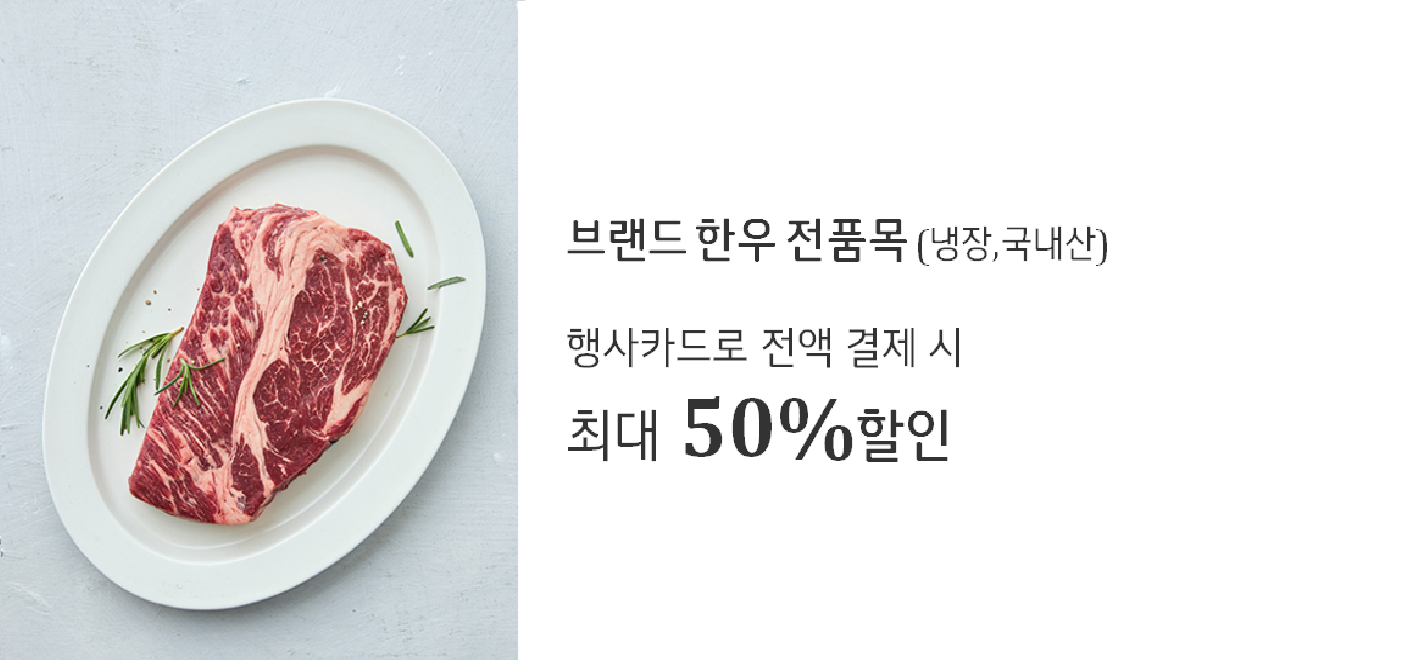 브랜드 한우 전품목 (냉장,국내산)
행사카드로 전액 결제 시
최대 50%할인